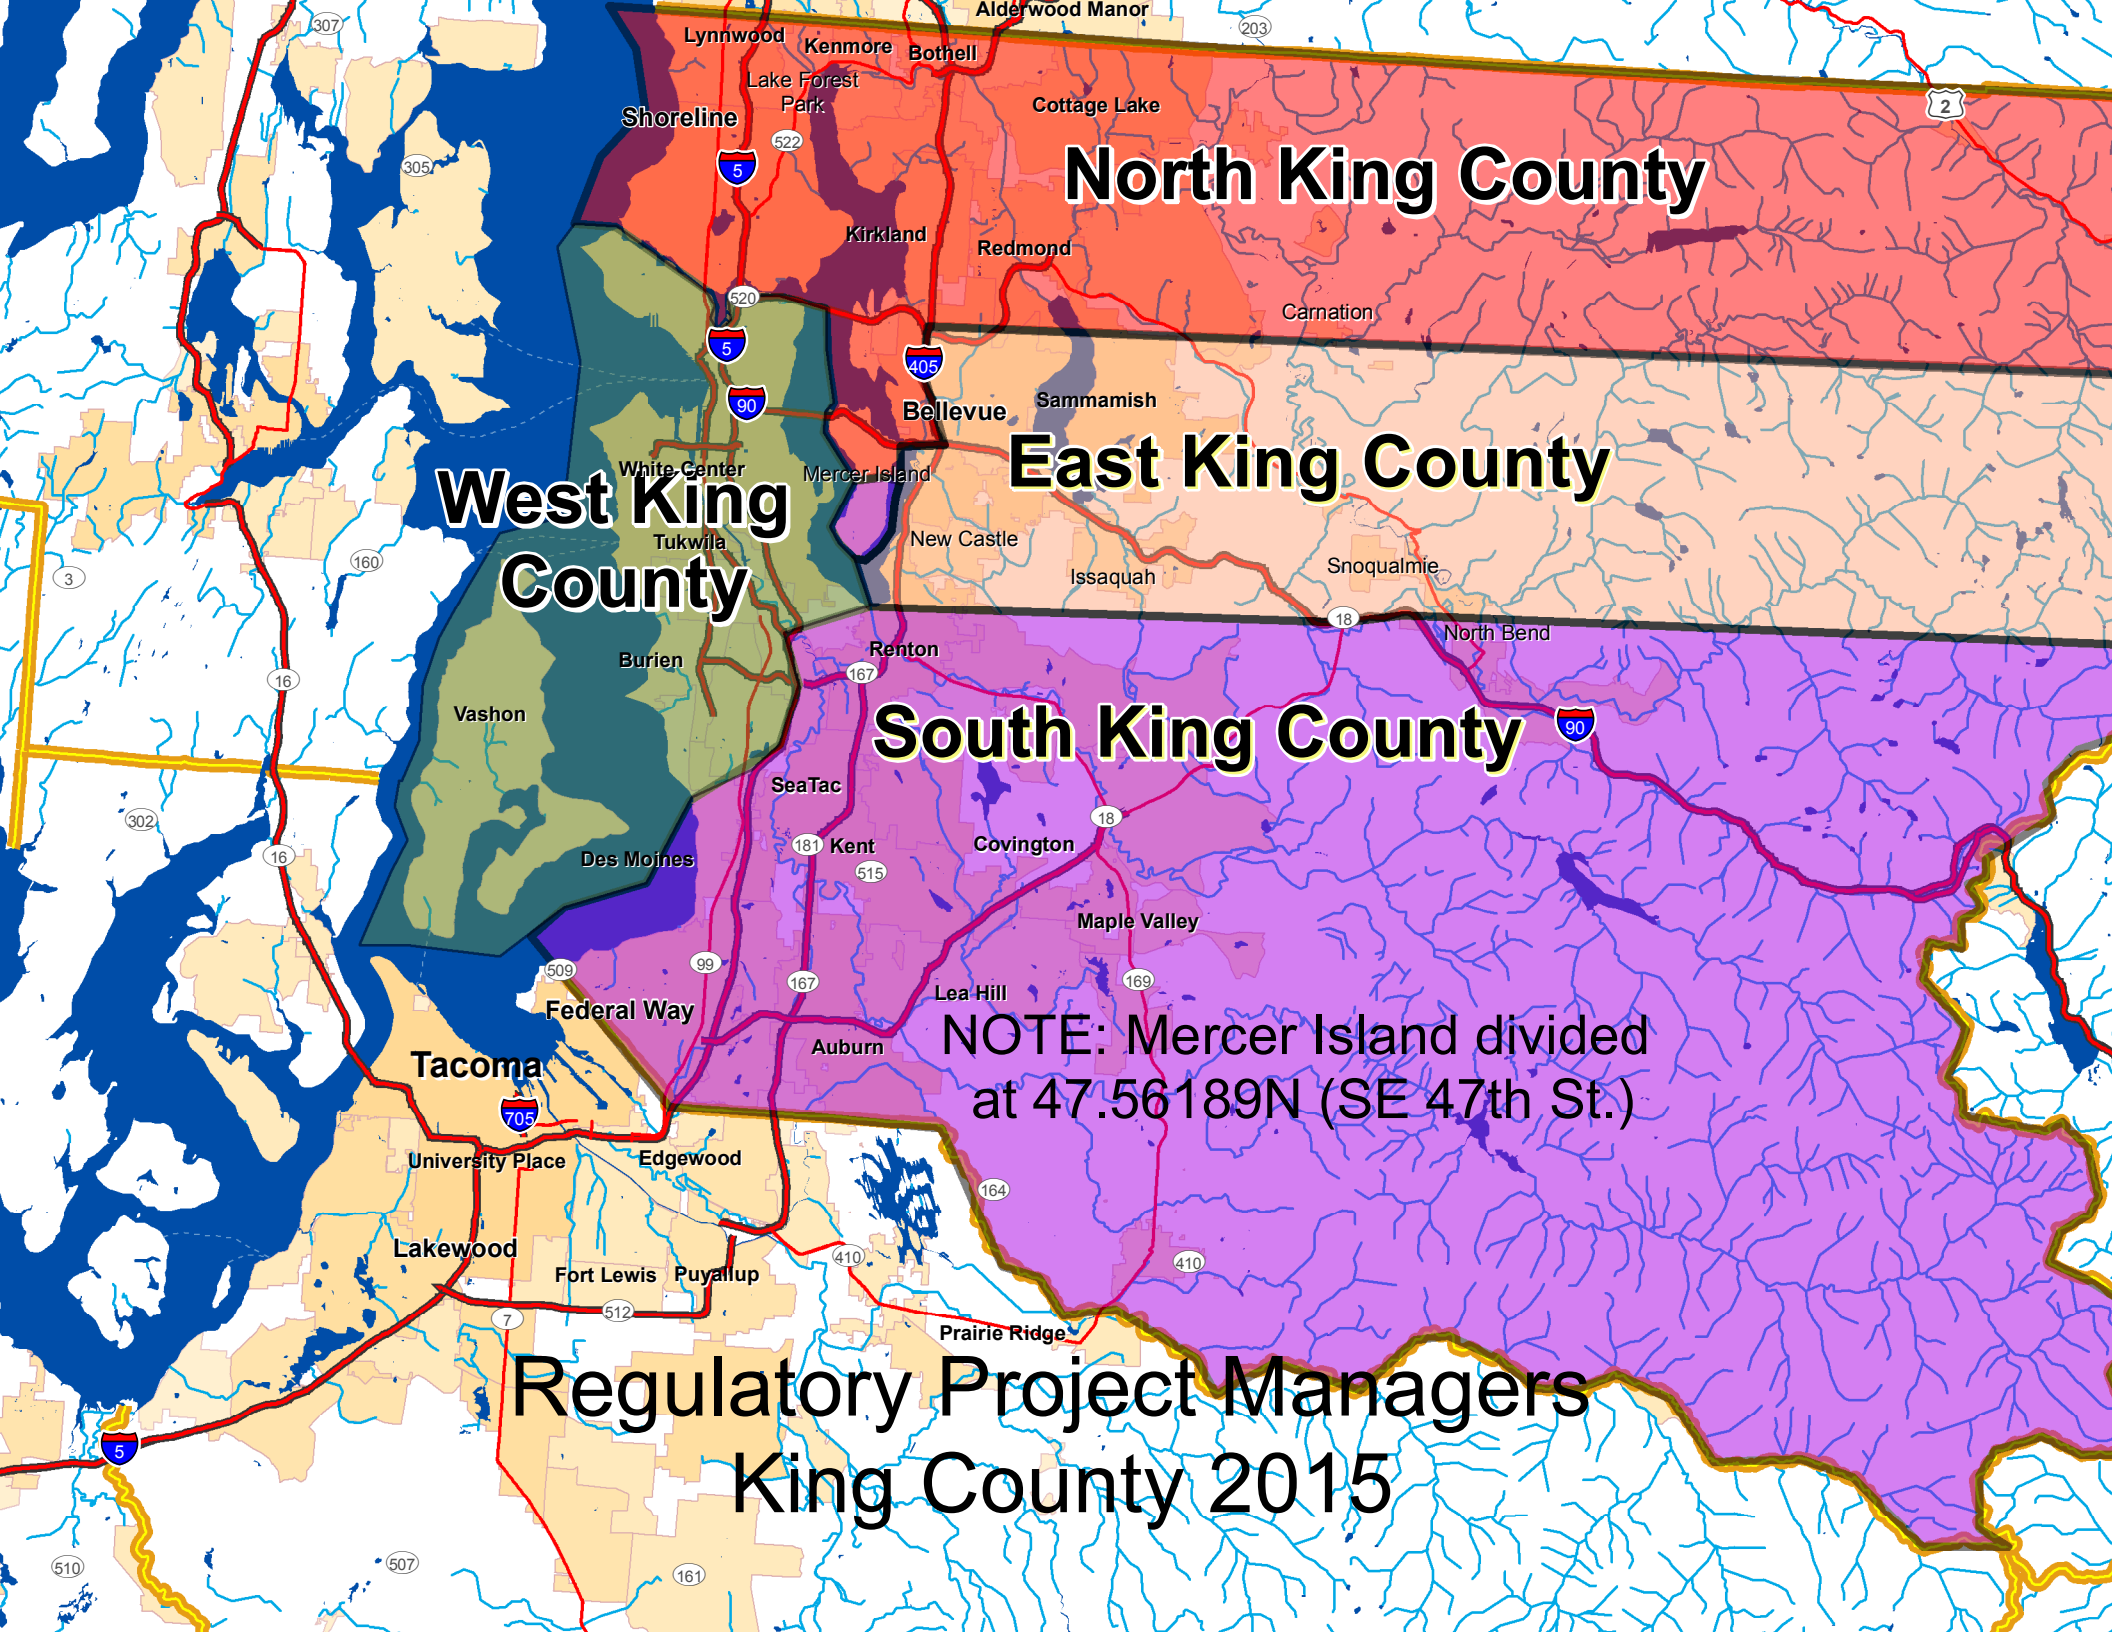 Alderwood Manor
307
203
Lynnwood
Kenmore
Bothell
Lake Forest
Park
Cottage Lake
2
Shoreline
522
305
5
North King County
Kirkland
Redmond
520
Carnation
5
405
90
Sammamish
Bellevue
East King County
White Center
Mercer Island
West King
County
Tukwila
New Castle
160
3
Issaquah
Snoqualmie
18
North Bend
Renton
Burien
167
16
Vashon
South King County
90
SeaTac
302
18
181
Kent
Covington
16
Des Moines
515
Maple Valley
99
509
167
169
Lea Hill
Federal Way
NOTE: Mercer Island divided
at 47.56189N (SE 47th St.)
Auburn
Tacoma
705
University Place
Edgewood
164
Lakewood
410
410
Fort Lewis
Puyallup
512
7
Prairie Ridge
Regulatory Project Managers
King County 2015
5
510
507
161